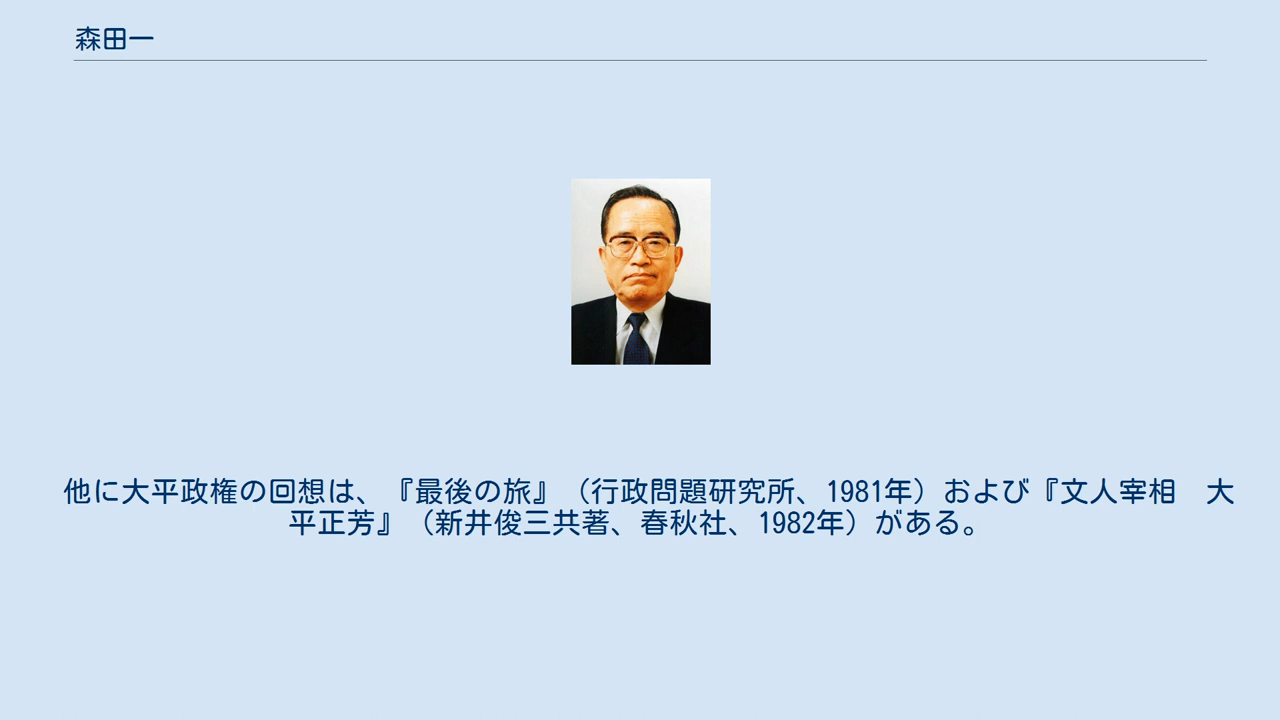 森田一
他に大平政権の回想は、『最後の旅』（行政問題研究所、1981年）および『文人宰相　大
平正芳』（新井俊三共著、春秋社、1982年）がある。